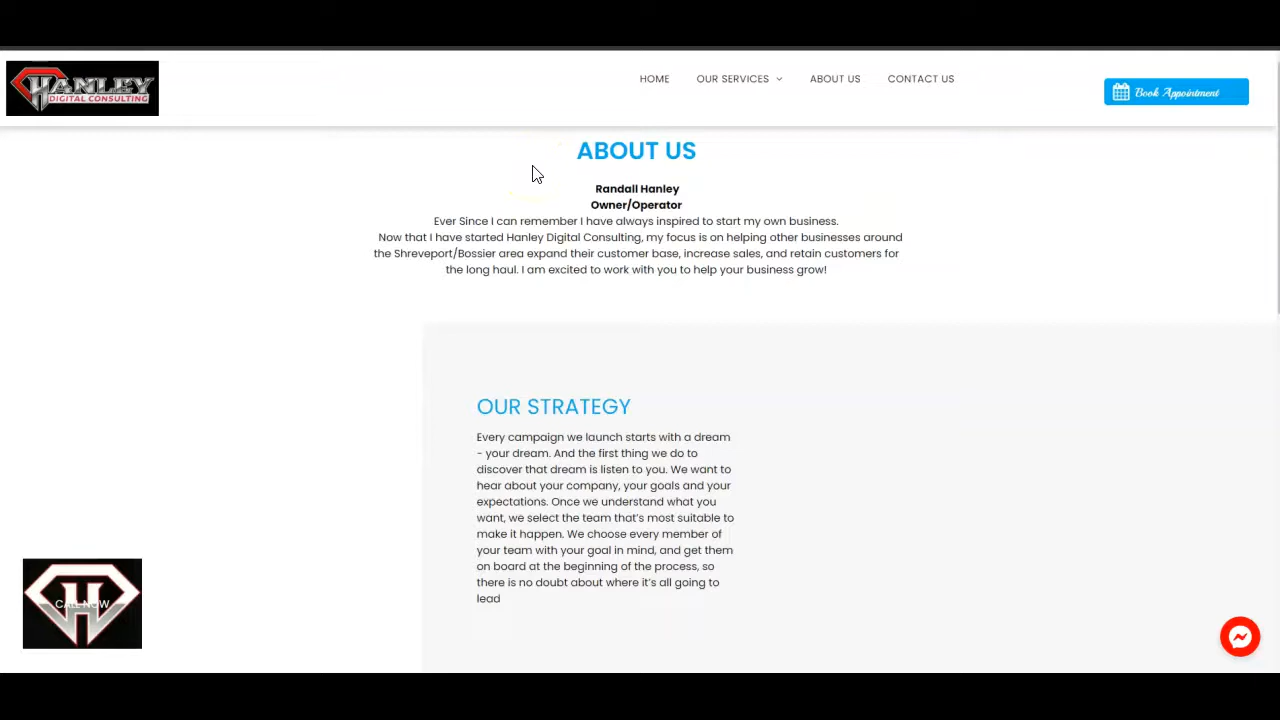 HANLEY
DIGITAL CONSULTING
HOME
OUR SERVICES
ABOUT US
CONTACT US
Book Appointment
ABOUT US
Randall Hanley
Owner/Operator
Ever Since I can remember I have always inspired to start my own business.
Now that I have started Hanley Digital Consulting, my focus is on helping other businesses around
the Shreveport/Bossier area expand their customer base, increase sales, and retain customers for
the long haul. I am excited to work with you to help your business grow!
OUR STRATEGY
Every campaign we launch starts with a dream
- your dream. And the first thing we do to
discover that dream is listen to you. We want to
hear about your company, your goals and your
expectations. Once we understand what you
want, we select the team that's most suitable to
make it happen. We choose every member of
your team with your goal in mind, and get them
on board at the beginning of the process, so
there is no doubt about where it's all going to
lead
H
CALL NOW